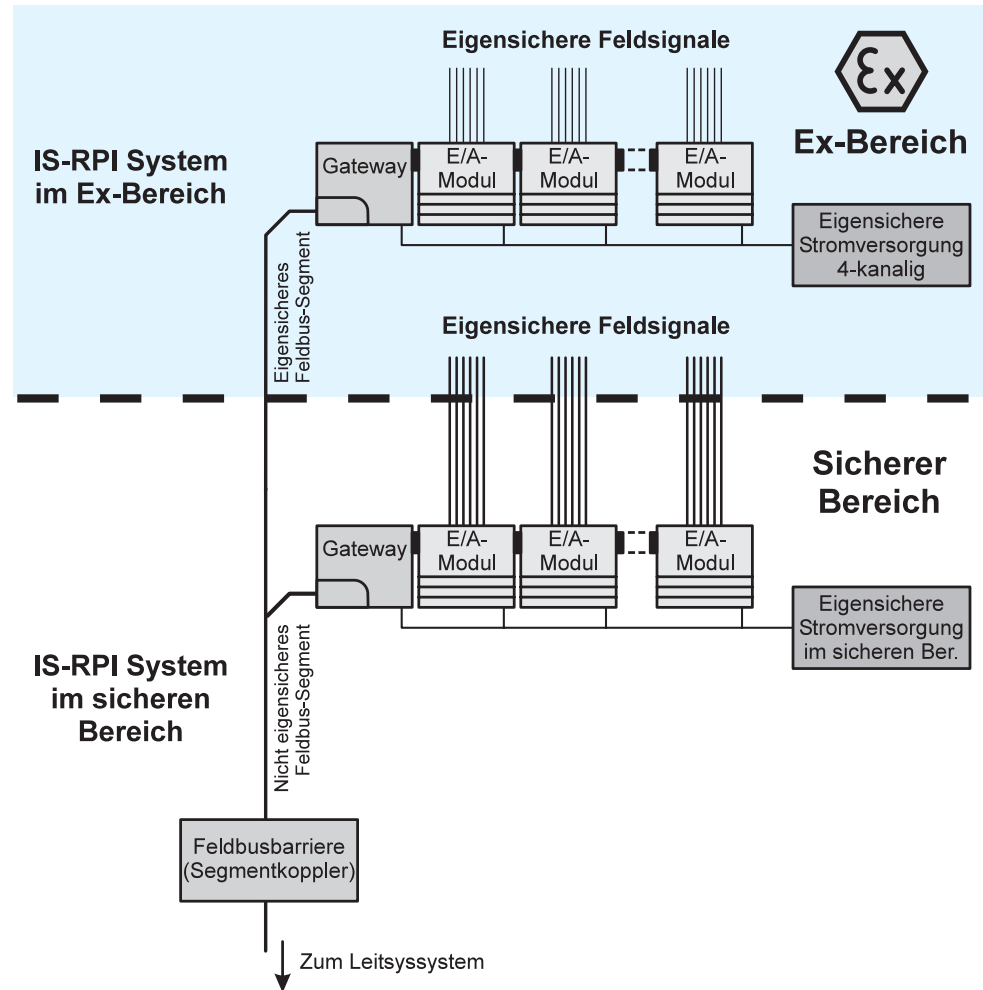 Eigensichere Feldsignale
Ex
Ex-Bereich
IS-RPI System
im Ex-Bereich
Gateway
E/A-
Modul
E/A-
Modul
E/A-
Modul
Eigensichere
Stromversorgung
4-kanalig
Eigensicheres
Feldbus-Segment
Eigensichere Feldsignale
Sicherer
Bereich
Gateway
E/A-
Modul
E/A-
Modul
E/A-
Modul
Eigensichere
Stromversorgung
im sicheren Ber.
IS-RPI System
im sicheren
Bereich
Nicht eigensicheres
Feldbus-Segment
Feldbusbarriere
(Segmentkoppler)
Zum Leitsyssystem